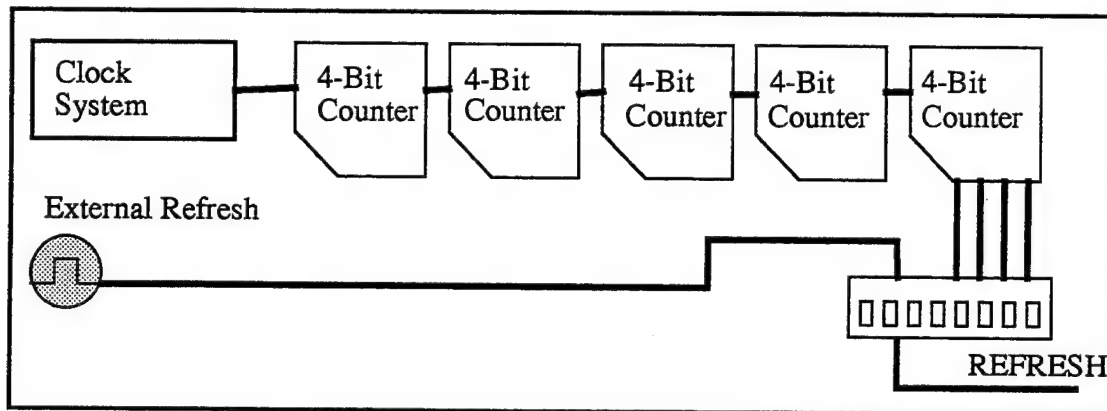 Clock
System
4-Bit
Counter
4-Bit
Counter
4-Bit
Counter
4-Bit
Counter
4-Bit
Counter
External Refresh
REFRESH